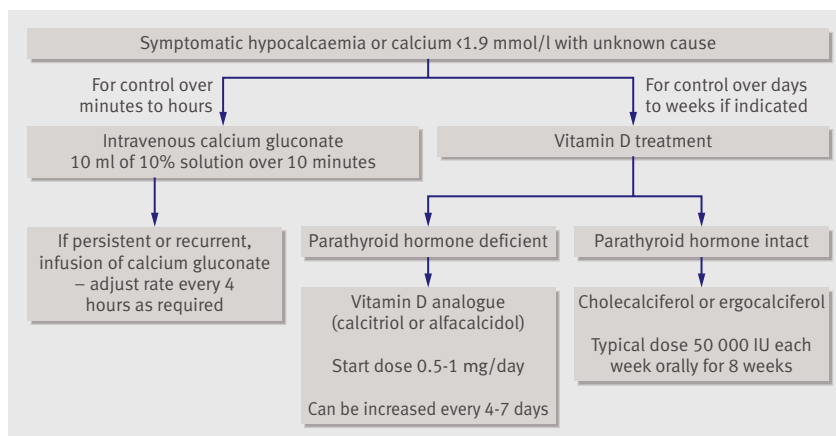 Symptomatic hypocalcaemia or calcium <1.9 mmol/l with unknown cause
For control over
minutes to hours
For control over days
to weeks if indicated
Intravenous calcium gluconate
10 ml of 10% solution over 10 minutes
Vitamin D treatment
If persistent or recurrent,
infusion of calcium gluconate
– adjust rate every 4
hours as required
Parathyroid hormone deficient
Parathyroid hormone intact
Vitamin D analogue
(calcitriol or alfacalcidol)
Start dose 0.5-1 mg/day
Can be increased every 4-7 days
Cholecalciferol or ergocalciferol
Typical dose 50 000 IU each
week orally for 8 weeks